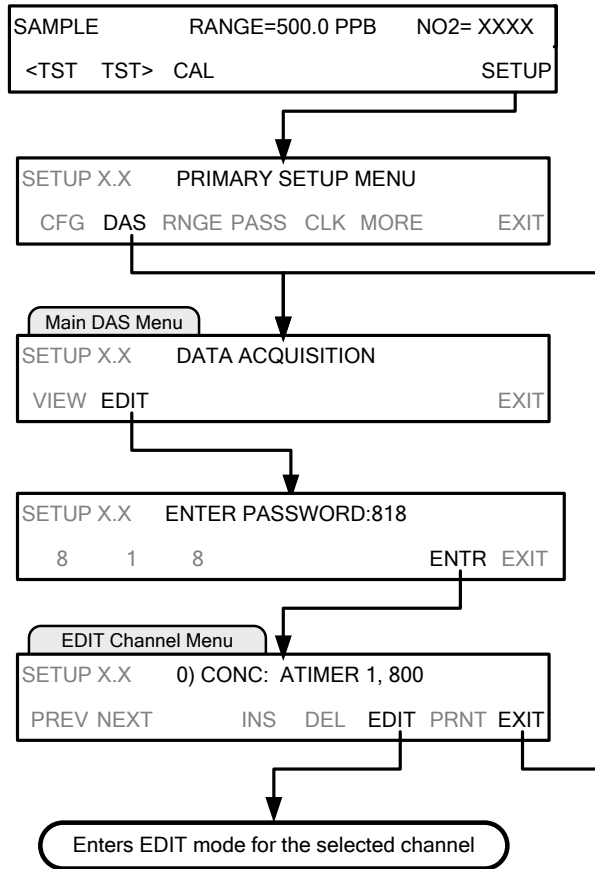 SAMPLE RANGE=500.0 PPB NO2= XXXX
<TST TST> CAL SETUP
SETUP X.X PRIMARY SETUP MENU
CFG DAS RNGE PASS CLK MORE EXIT
Main DAS Menu
SETUP X.X DATA ACQUISITION
VIEW EDIT EXIT
SETUP X.X ENTER PASSWORD:818
8 1 8 ENTR EXIT
EDIT Channel Menu
SETUP X.X 0) CONC: ATIMER 1, 800
PREV NEXT INS DEL EDIT PRNT EXIT
Enters EDIT mode for the selected channel